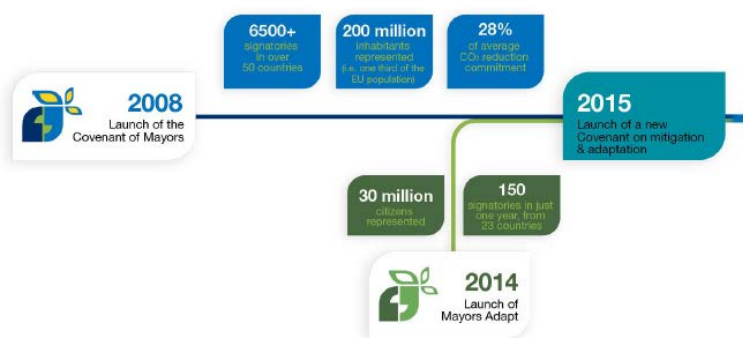 6500+
signatories
in over
50 countries
200 million
inhabitants
represented
(i.e. one third of the
EU population)
28%
of average
CO₂ reduction
commitment
2008
Launch of the
Covenant of Mayors
2015
Launch of a new
Covenant on mitigation
& adaptation
30 million
citizens
represented
150
signatories in just
one year, from
23 countries
2014
Launch of
Mayors Adapt